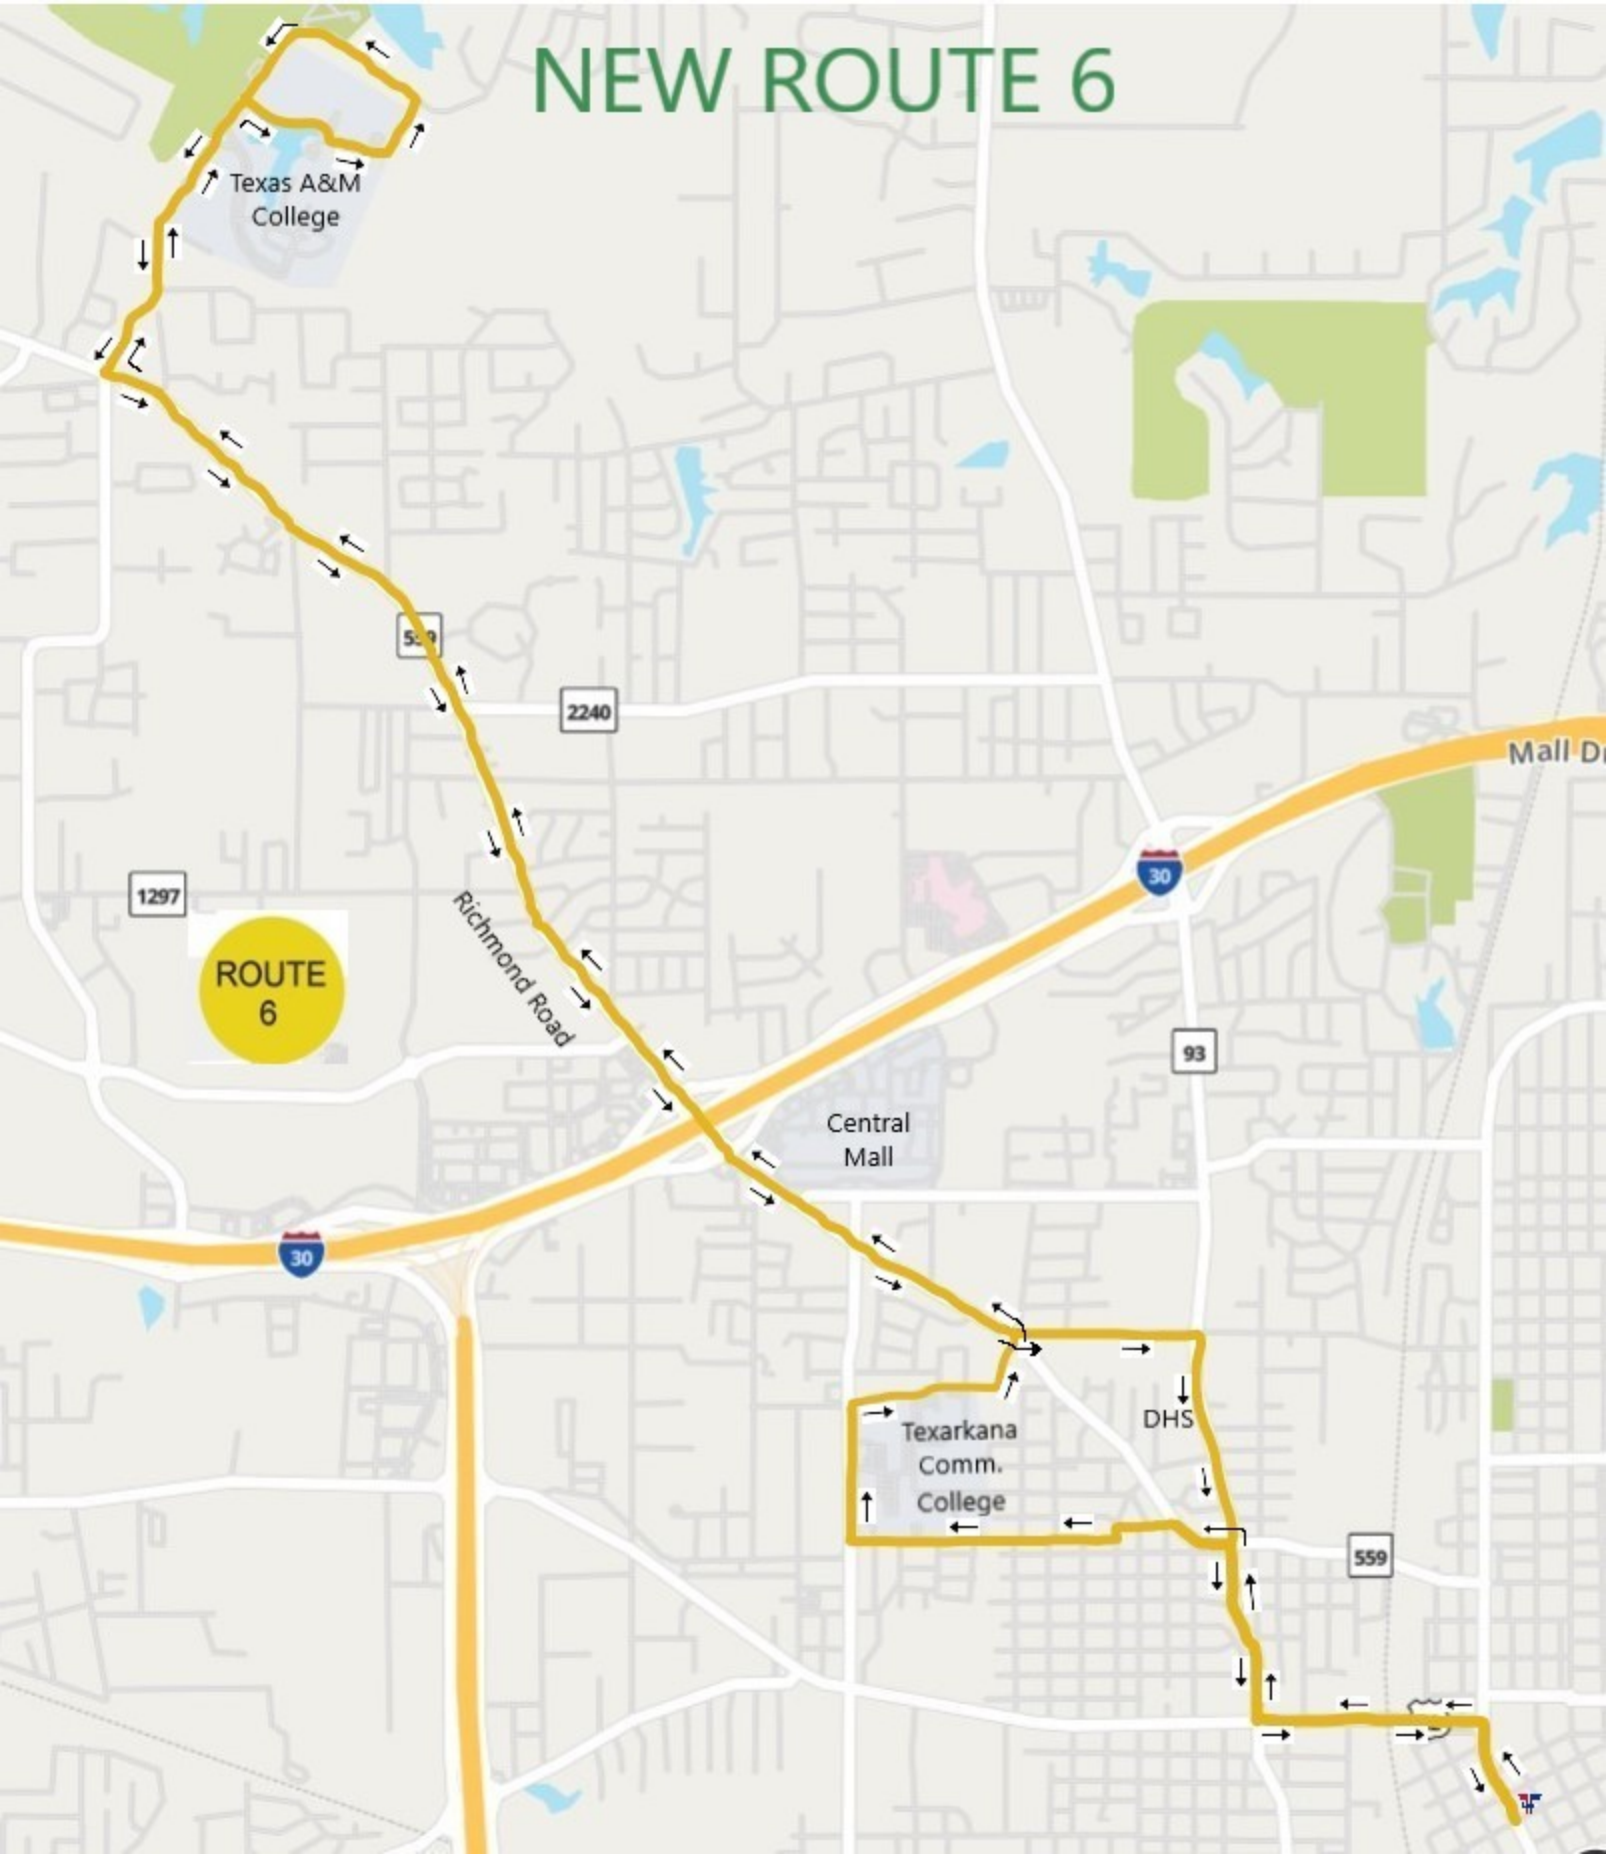 NEW ROUTE 6
Texas A&M
College
559
2240
Mall Dr
30
1297
ROUTE
6
Richmond Road
93
Central
Mall
30
DHS
Texarkana
Comm.
College
559